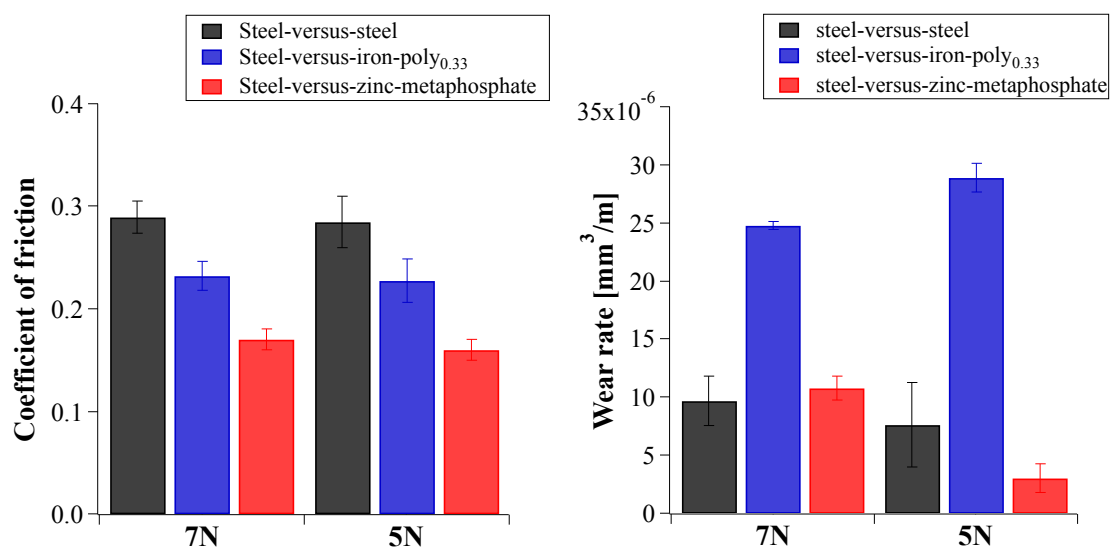 Steel-versus-steel
Steel-versus-iron-poly0.33
Steel-versus-zinc-metaphosphate
0.4
0.3
0.2
0.1
0.0
Coefficient of friction
7N 5N
steel-versus-steel
steel-versus-iron-poly0.33
steel-versus-zinc-metaphosphate
35x10-6
30
25
20
15
10
5
0
Wear rate [mm3/m]
7N 5N